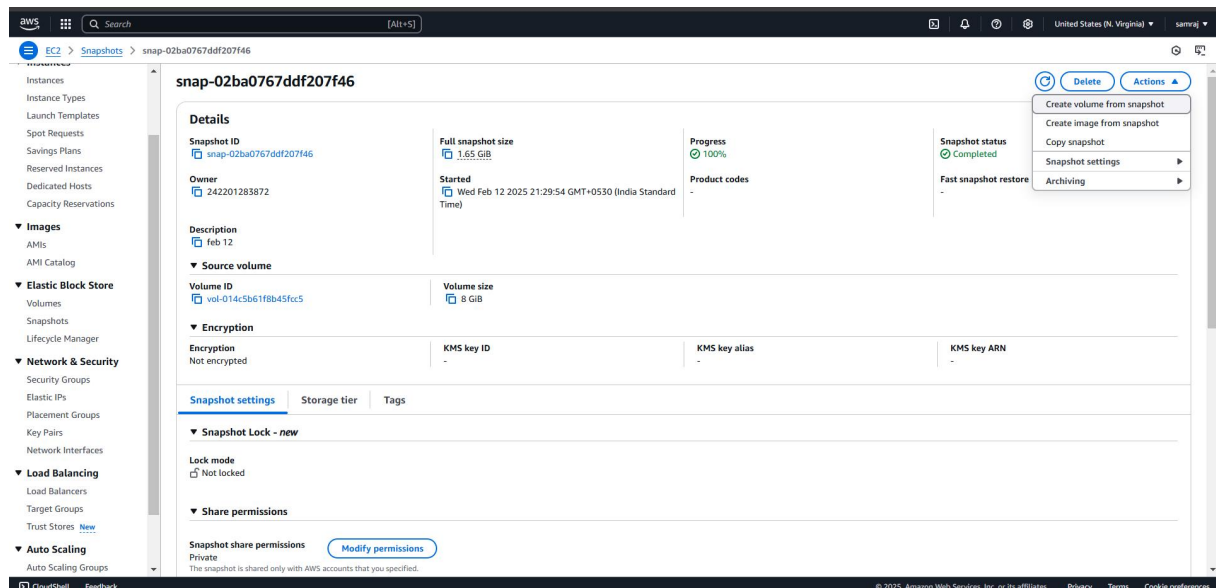 aws
Search [Alt+S]
United States (N. Virginia) ▼ samraj ▼
EC2 > Snapshots > snap-02ba0767ddf207f46
Instances
Instance Types
Launch Templates
Spot Requests
Savings Plans
Reserved Instances
Dedicated Hosts
Capacity Reservations
▼ Images
AMIs
AMI Catalog
▼ Elastic Block Store
Volumes
Snapshots
Lifecycle Manager
▼ Network & Security
Security Groups
Elastic IPs
Placement Groups
Key Pairs
Network Interfaces
▼ Load Balancing
Load Balancers
Target Groups
Trust Stores New
▼ Auto Scaling
Auto Scaling Groups
snap-02ba0767ddf207f46
Delete
Actions ▲
Create volume from snapshot
Create image from snapshot
Copy snapshot
Snapshot settings
Archiving
Details
Snapshot ID
snap-02ba0767ddf207f46
Full snapshot size
1.65 GiB
Progress
100%
Snapshot status
Completed
Owner
242201283872
Started
Wed Feb 12 2025 21:29:54 GMT+0530 (India Standard
Time)
Product codes
-
Fast snapshot restore
-
Description
feb 12
▼ Source volume
Volume ID
vol-014c5b61f8b45fcc5
Volume size
8 GiB
▼ Encryption
Encryption
Not encrypted
KMS key ID
-
KMS key alias
-
KMS key ARN
-
Snapshot settings Storage tier Tags
▼ Snapshot Lock - new
Lock mode
Not locked
▼ Share permissions
Snapshot share permissions
Private
Modify permissions
The snapshot is shared only with AWS accounts that you specified.
CloudShell Feedback
© 2025, Amazon Web Services, Inc. or its affiliates. Privacy Terms Cookie preferences